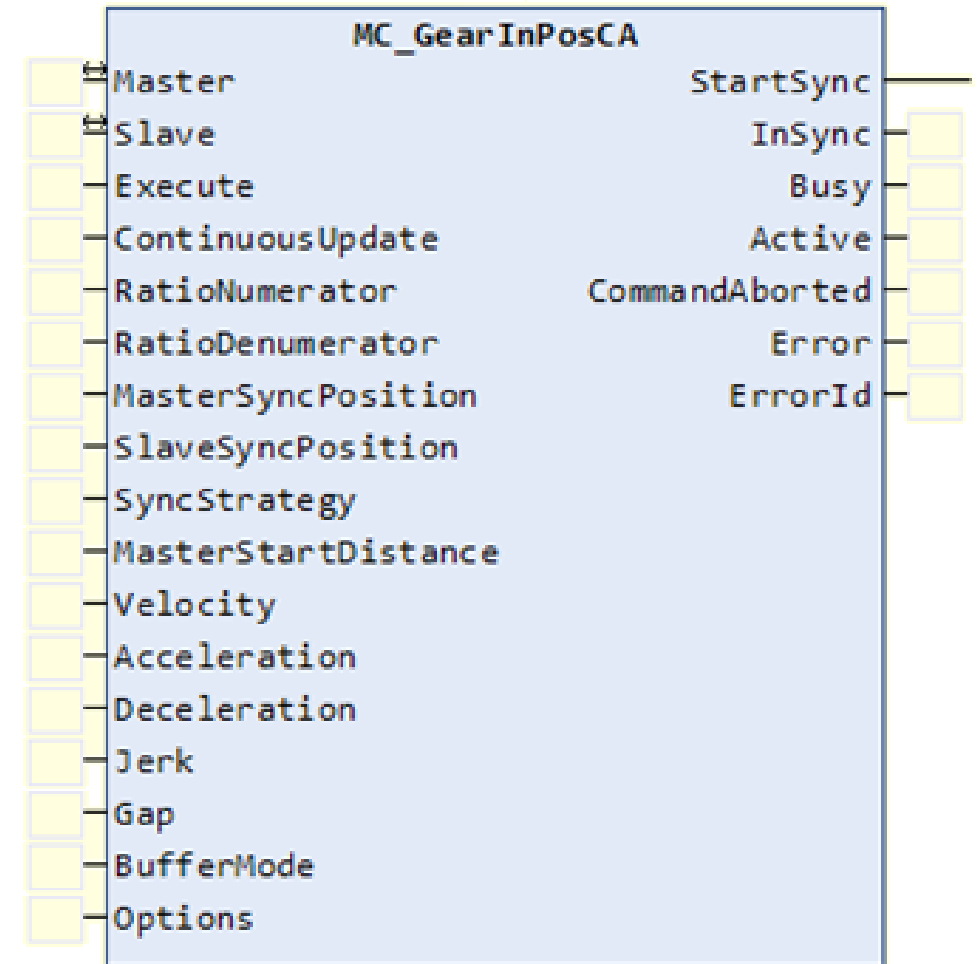 MC_GearInPosCA
Master StartSync
Slave InSync
Execute Busy
ContinuousUpdate Active
RatioNumerator CommandAborted
RatioDenumerator Error
MasterSyncPosition ErrorId
SlaveSyncPosition
SyncStrategy
MasterStartDistance
Velocity
Acceleration
Deceleration
Jerk
Gap
BufferMode
Options